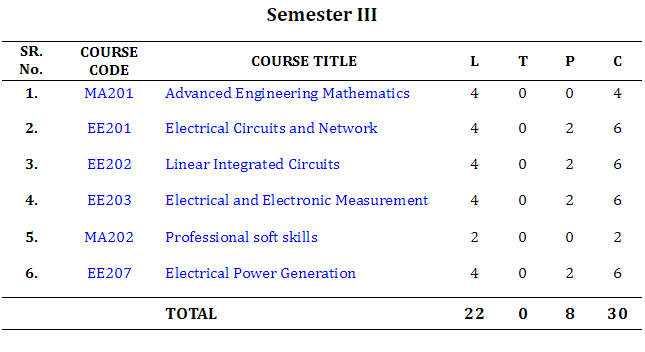 Semester III
SR. No. COURSE CODE COURSE TITLE L T P C
1. MA201 Advanced Engineering Mathematics 4 0 0 4
2. EE201 Electrical Circuits and Network 4 0 2 6
3. EE202 Linear Integrated Circuits 4 0 2 6
4. EE203 Electrical and Electronic Measurement 4 0 2 6
5. MA202 Professional soft skills 2 0 0 2
6. EE207 Electrical Power Generation 4 0 2 6
TOTAL 22 0 8 30